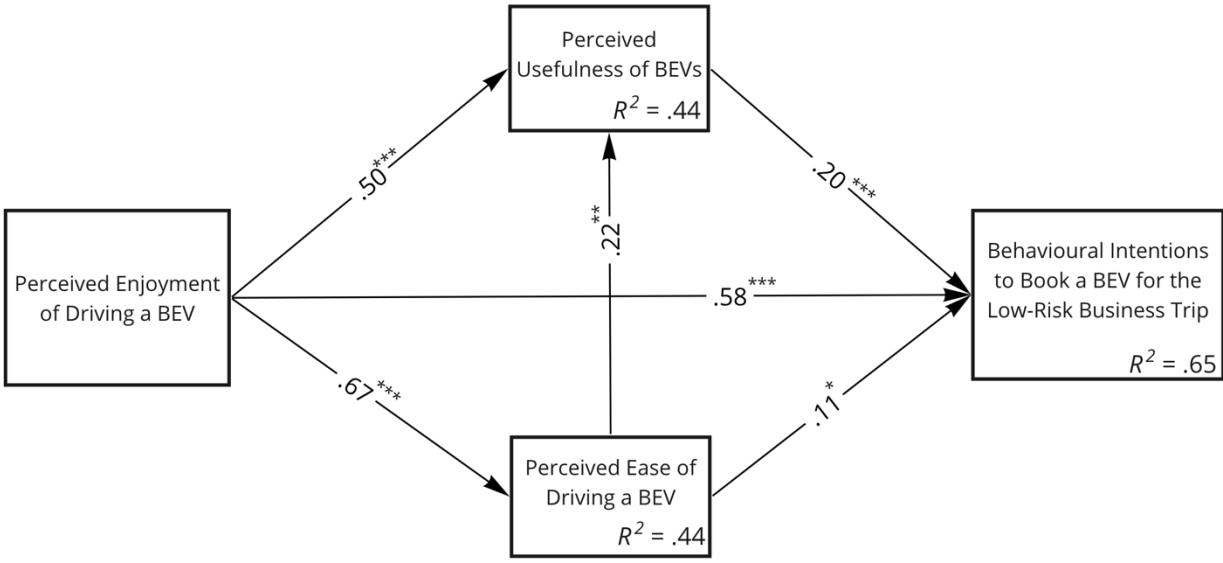 Perceived
Usefulness of BEVs
R² = .44
.50***
.20***
.22**
Perceived Enjoyment
of Driving a BEV
.58***
Behavioural Intentions
to Book a BEV for the
Low-Risk Business Trip
R² = .65
.67***
.11*
Perceived Ease of
Driving a BEV
R² = .44